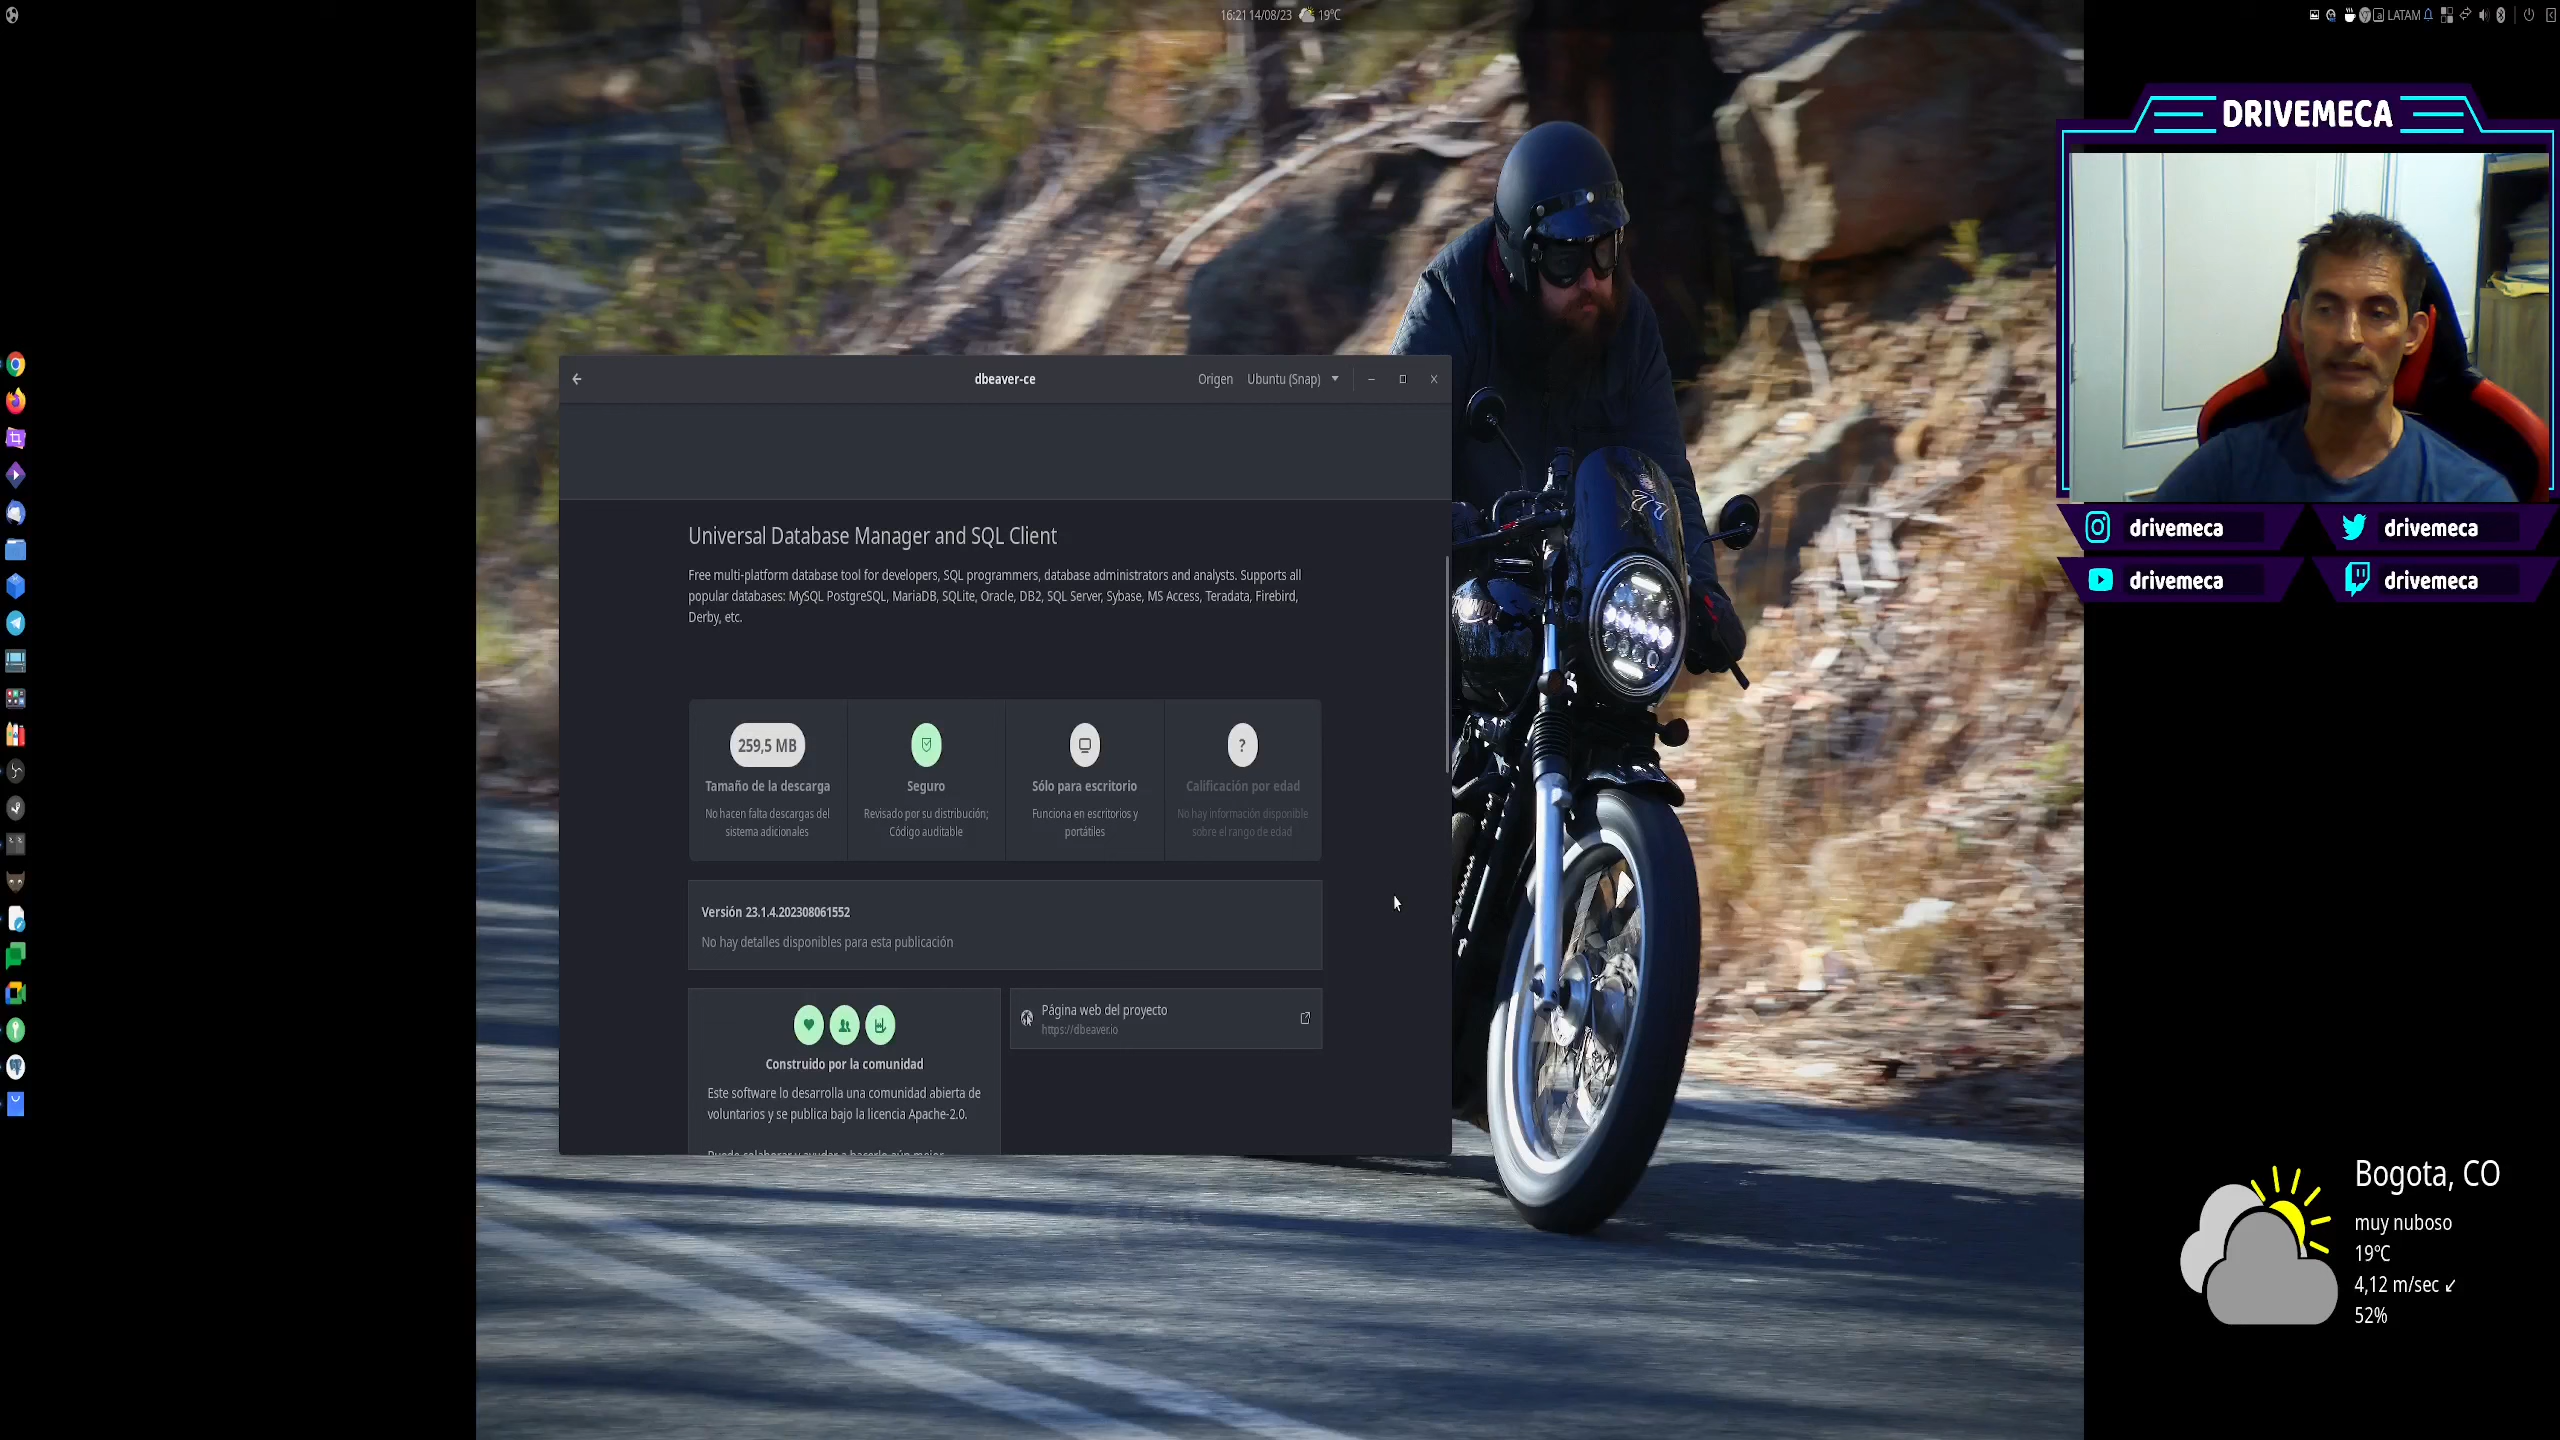 16:21 14/08/23 19°C
LATAM
DRIVEMECA
drivemeca
drivemeca
drivemeca
drivemeca
dbeaver-ce
Origen Ubuntu (Snap)
Universal Database Manager and SQL Client
Free multi-platform database tool for developers, SQL programmers, database administrators and analysts. Supports all
popular databases: MySQL PostgreSQL, MariaDB, SQLite, Oracle, DB2, SQL Server, Sybase, MS Access, Teradata, Firebird,
Derby, etc.
259,5 MB
Tamaño de la descarga
No hacen falta descargas del
sistema adicionales
Seguro
Revisado por su distribución;
Código auditable
Sólo para escritorio
Funciona en escritorios y
portátiles
?
Calificación por edad
No hay información disponible
sobre el rango de edad
Versión 23.1.4.202308061552
No hay detalles disponibles para esta publicación
Construido por la comunidad
Este software lo desarrolla una comunidad abierta de
voluntarios y se publica bajo la licencia Apache-2.0.
Página web del proyecto
https://dbeaver.io
Bogota, CO
muy nuboso
19°C
4,12 m/sec ↙
52%